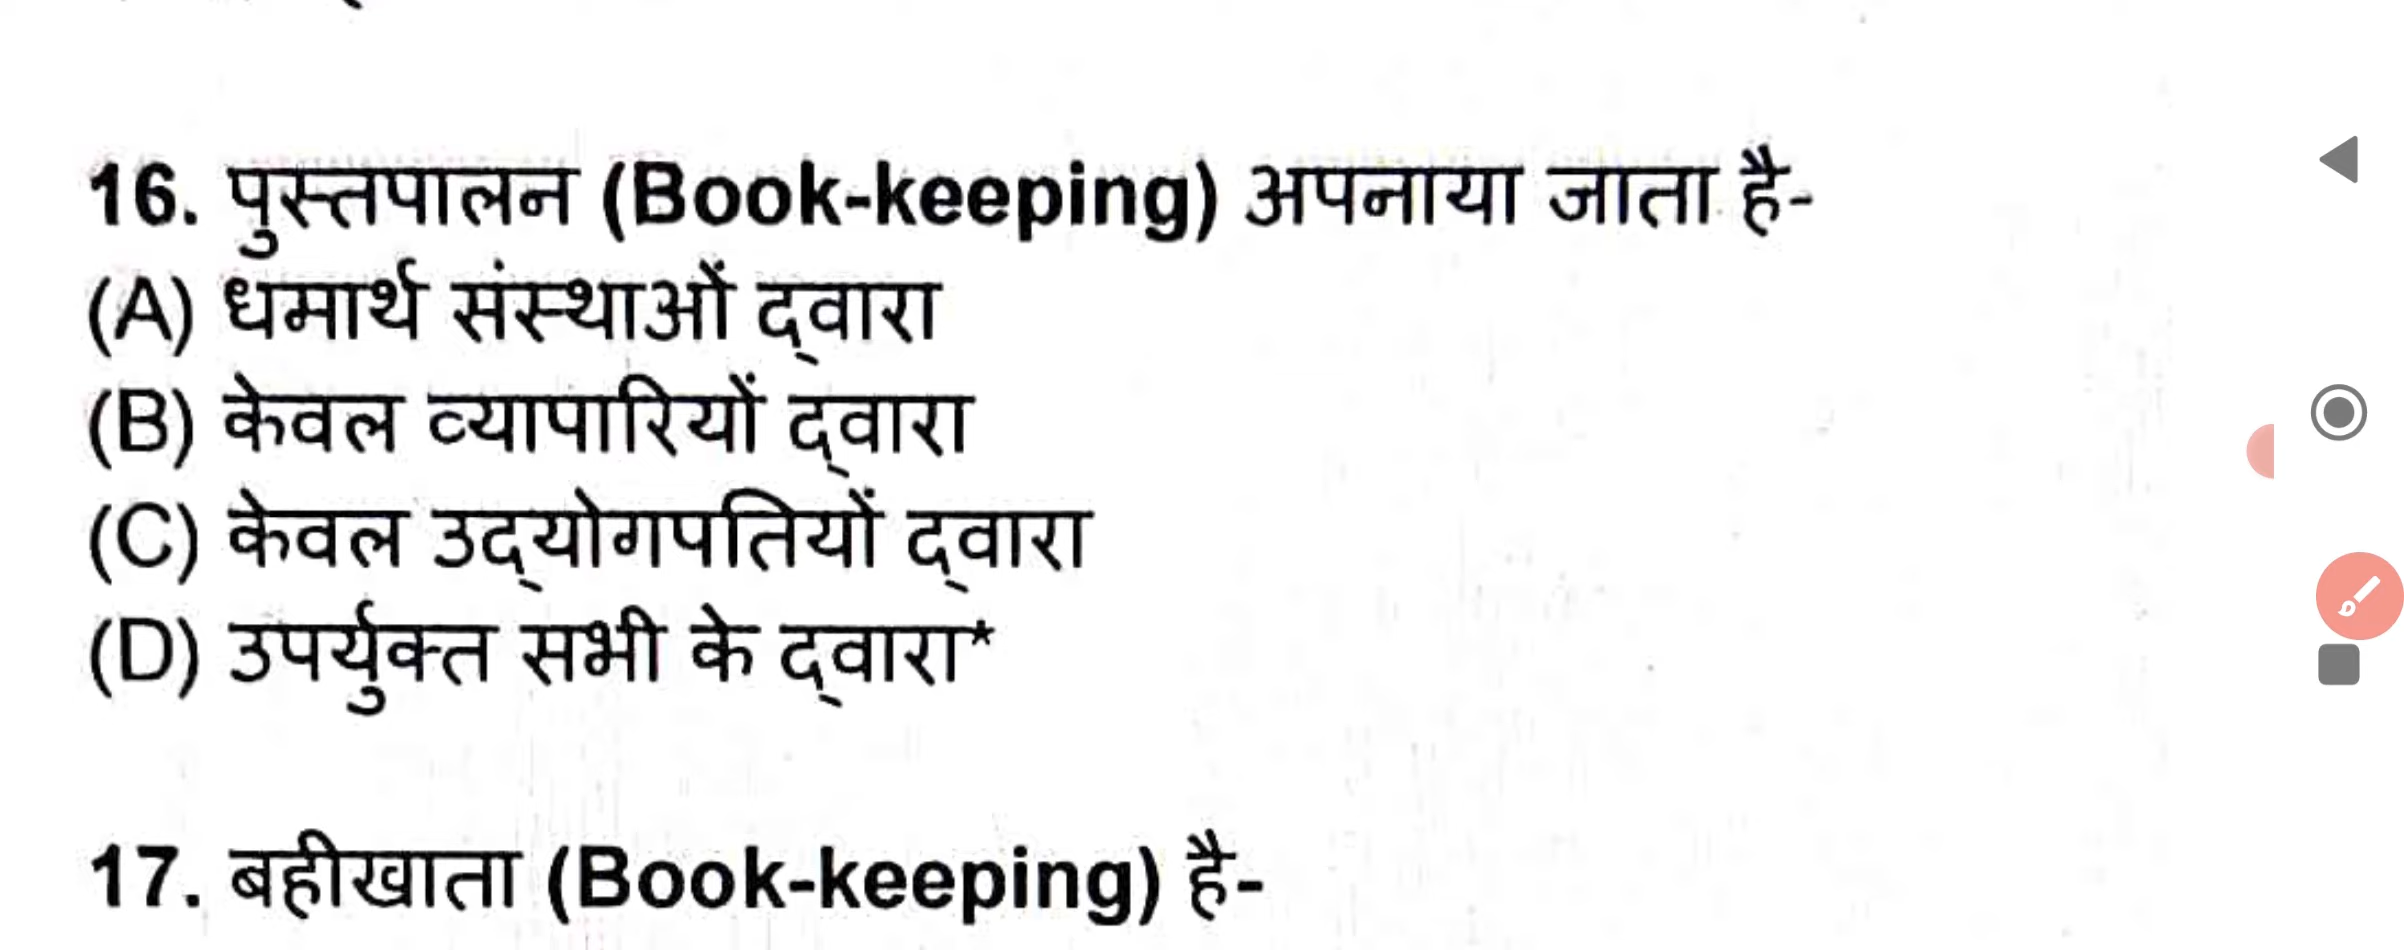 16. पुस्तपालन (Book-keeping) अपनाया जाता है-
(A) धमार्थ संस्थाओं द्वारा
(B) केवल व्यापारियों द्वारा
(C) केवल उद्योगपतियों द्वारा
(D) उपर्युक्त सभी के द्वारा*
17. बहीखाता (Book-keeping) है-